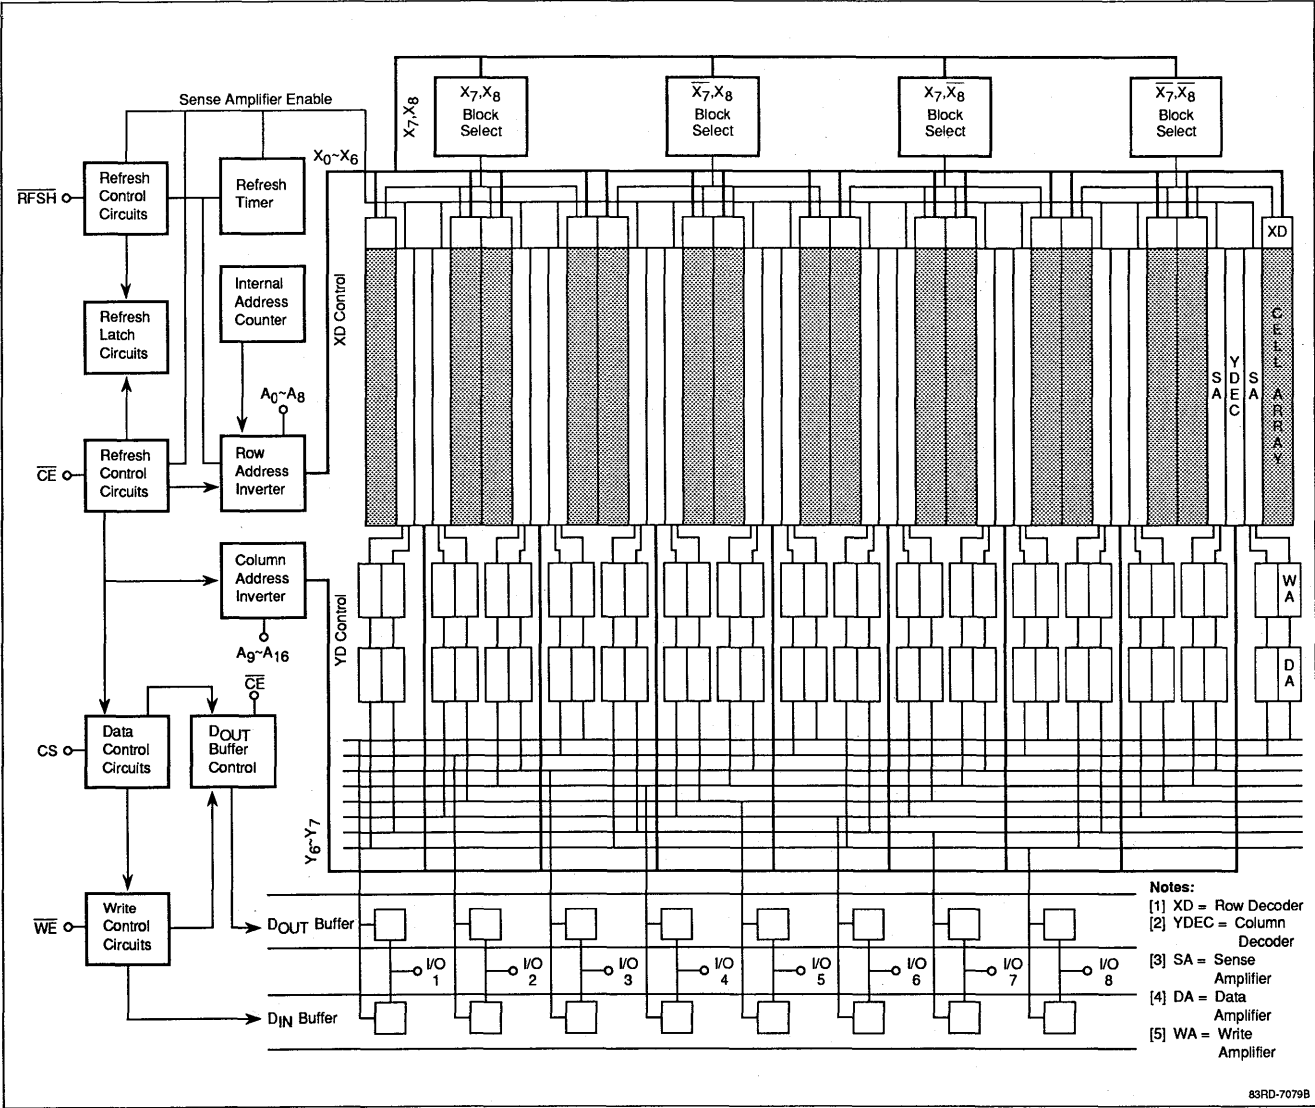 Sense Amplifier Enable
X7,X8
X0~X6
X7,X8
Block
Select
X̅7̅,X8
Block
Select
X7,X̅8̅
Block
Select
X̅7̅,X̅8̅
Block
Select
R̅F̅S̅H̅
Refresh
Control
Circuits
Refresh
Timer
Internal
Address
Counter
Refresh
Latch
Circuits
A0~A8
C̅E̅
Refresh
Control
Circuits
Row
Address
Inverter
XD Control
XD
CELL ARRAY
SA
YDEC
SA
Column
Address
Inverter
A9~A16
YD Control
WA
DA
C̅E̅
CS
Data
Control
Circuits
DOUT
Buffer
Control
Y6~Y7
W̅E̅
Write
Control
Circuits
DOUT Buffer
I/O
1
I/O
2
I/O
3
I/O
4
I/O
5
I/O
6
I/O
7
I/O
8
DIN Buffer
Notes:
[1] XD = Row Decoder
[2] YDEC = Column
Decoder
[3] SA = Sense
Amplifier
[4] DA = Data
Amplifier
[5] WA = Write
Amplifier
83RD-7079B